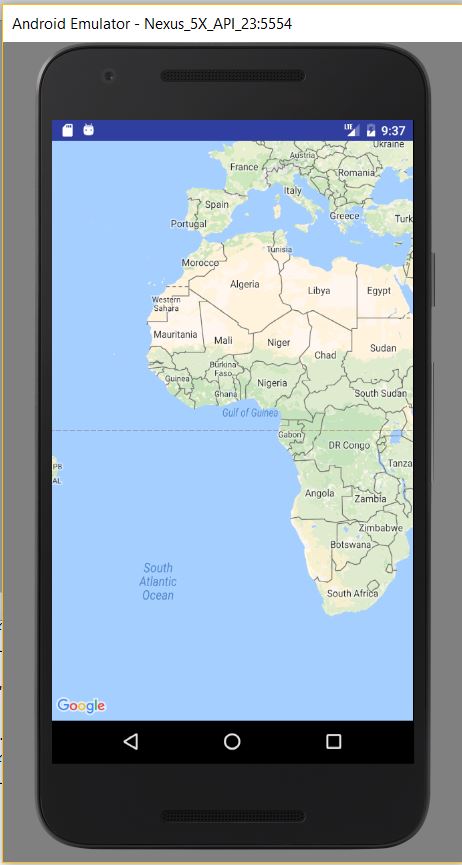 Android Emulator - Nexus_5X_API_23:5554
LTE
9:37
Ukraine
France
Austria
Romania
Italy
Spain
Portugal
Greece
Turk
Tunisia
Morocco
Algeria
Libya
Egypt
Western
Sahara
Mauritania
Mali
Niger
Chad
Sudan
Burkina
Faso
Guinea
Ghana
Nigeria
South Sudan
Gulf of Guinea
Gabon
DR Congo
Tanza
PB
AL
Angola
Zambia
Zimbabwe
Botswana
South
Atlantic
Ocean
South Africa
Google